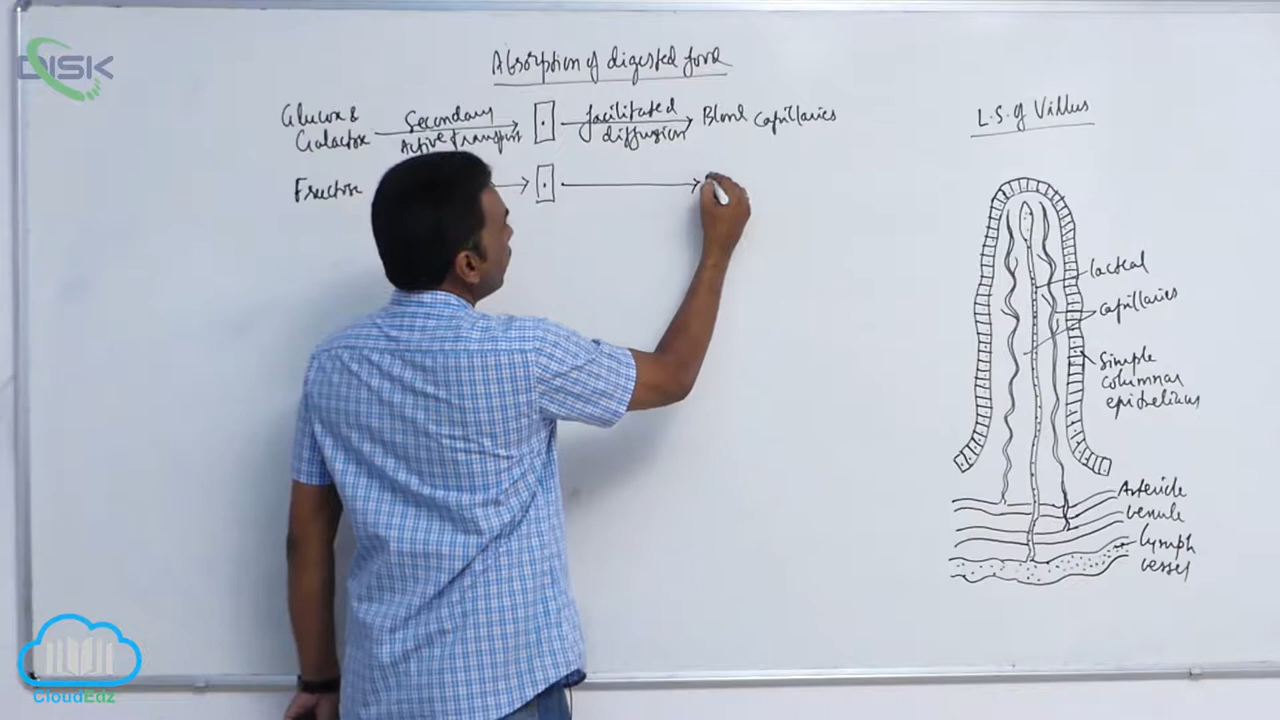 DISK
Absorption of digested food
Glucose &
Galactose
Secondary
Active transport
facilitated
diffusion
Blood capillaries
Fructose
L.S. of Villus
lacteal
capillaries
Simple
columnar
epithelium
Arteriole
venule
lymph
vessel
CloudEdz